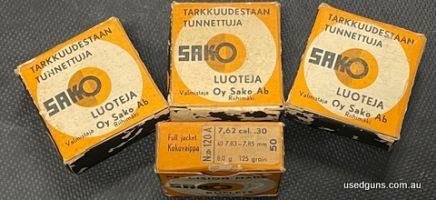 TARKKUUDESTAAN
TUNNETTUJA
SAKO
LUOTEJA
Valmistaja Oy Sako Ab
Riihimäki
TARKKUUDESTAAN
TUNNETTUJA
SAKO
LUOTEJA
Valmistaja Oy Sako Ab
Riihimäki
TARKKUUDESTAAN
TUNNETTUJA
SAKO
LUOTEJA
Valmistaja Oy Sako Ab
Riihimäki
Full jacket
Kokovaippa
N:o 120 A
7,62 cal. .30
7.83-7.85 mm.
8,0 g 125 grain
50
usedguns.com.au